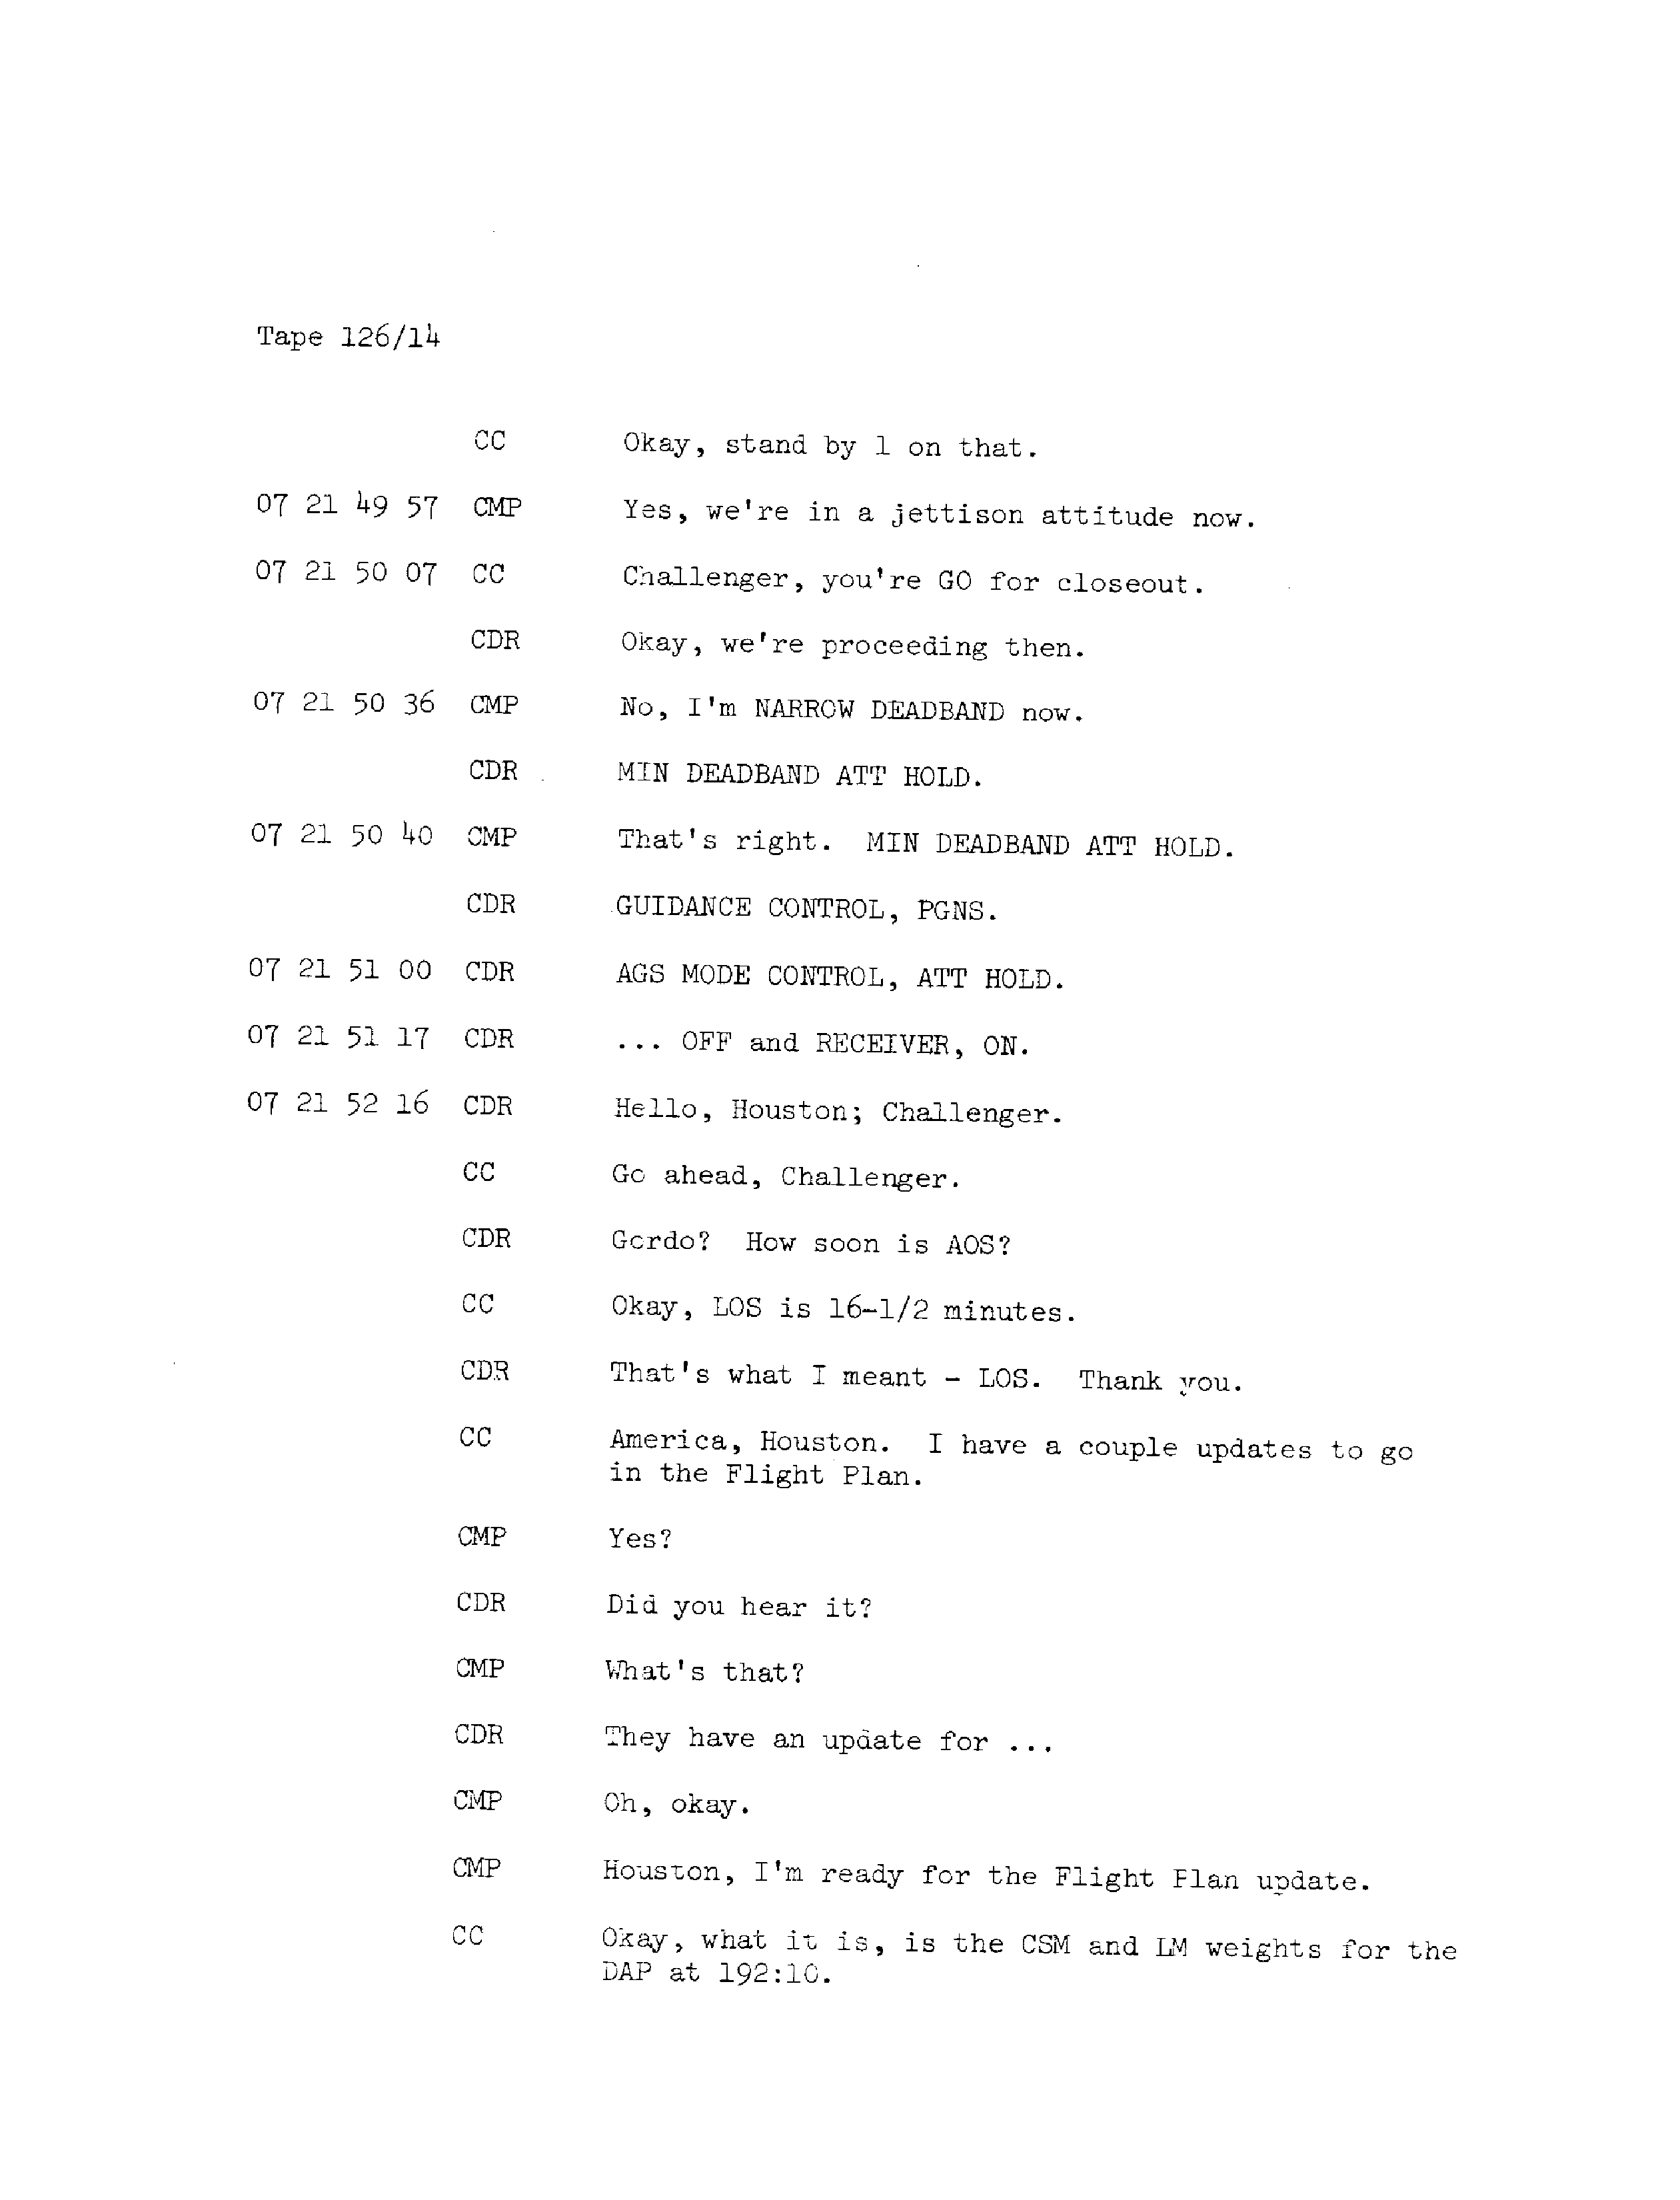 Tape 126/14
CC Okay, stand by 1 on that.
07 21 49 57 CMP Yes, we're in a jettison attitude now.
07 21 50 07 CC Challenger, you're GO for closeout.
CDR Okay, we're proceeding then.
07 21 50 36 CMP No, I'm NARROW DEADBAND now.
CDR MIN DEADBAND ATT HOLD.
07 21 50 40 CMP That's right. MIN DEADBAND ATT HOLD.
CDR GUIDANCE CONTROL, PGNS.
07 21 51 00 CDR AGS MODE CONTROL, ATT HOLD.
07 21 51 17 CDR ... OFF and RECEIVER, ON.
07 21 52 16 CDR Hello, Houston; Challenger.
CC Go ahead, Challenger.
CDR Gordo? How soon is AOS?
CC Okay, LOS is 16-1/2 minutes.
CDR That's what I meant - LOS. Thank you.
CC America, Houston. I have a couple updates to go
in the Flight Plan.
CMP Yes?
CDR Did you hear it?
CMP What's that?
CDR They have an update for ...
CMP Oh, okay.
CMP Houston, I'm ready for the Flight Plan update.
CC Okay, what it is, is the CSM and LM weights for the
DAP at 192:10.